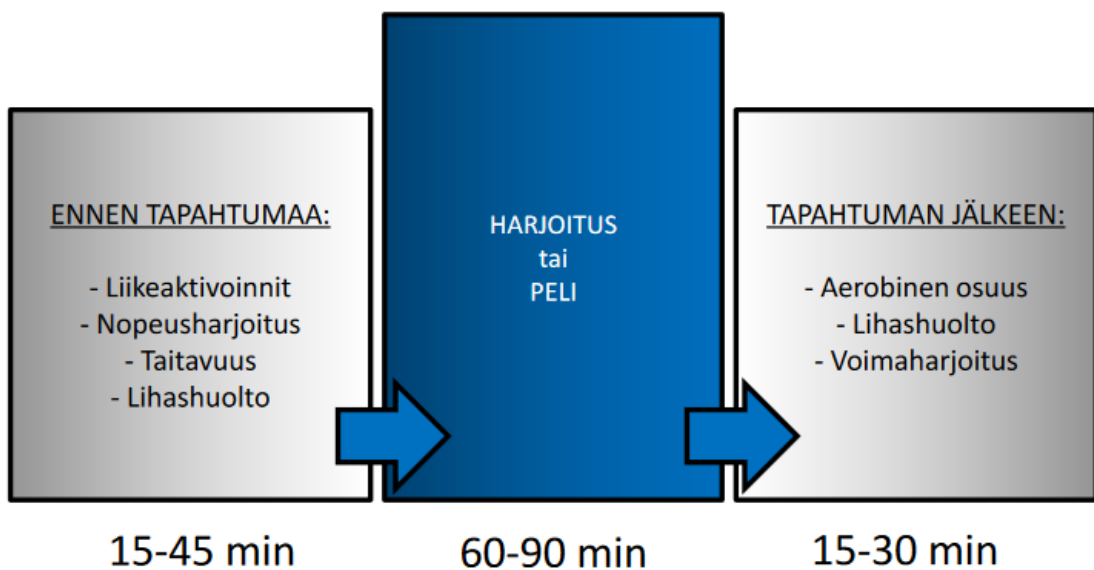 ENNEN TAPAHTUMAA:
- Liikeaktivoinnit
- Nopeusharjoitus
- Taitavuus
- Lihashuolto
15-45 min
HARJOITUS
tai
PELI
60-90 min
TAPAHTUMAN JÄLKEEN:
- Aerobinen osuus
- Lihashuolto
- Voimaharjoitus
15-30 min